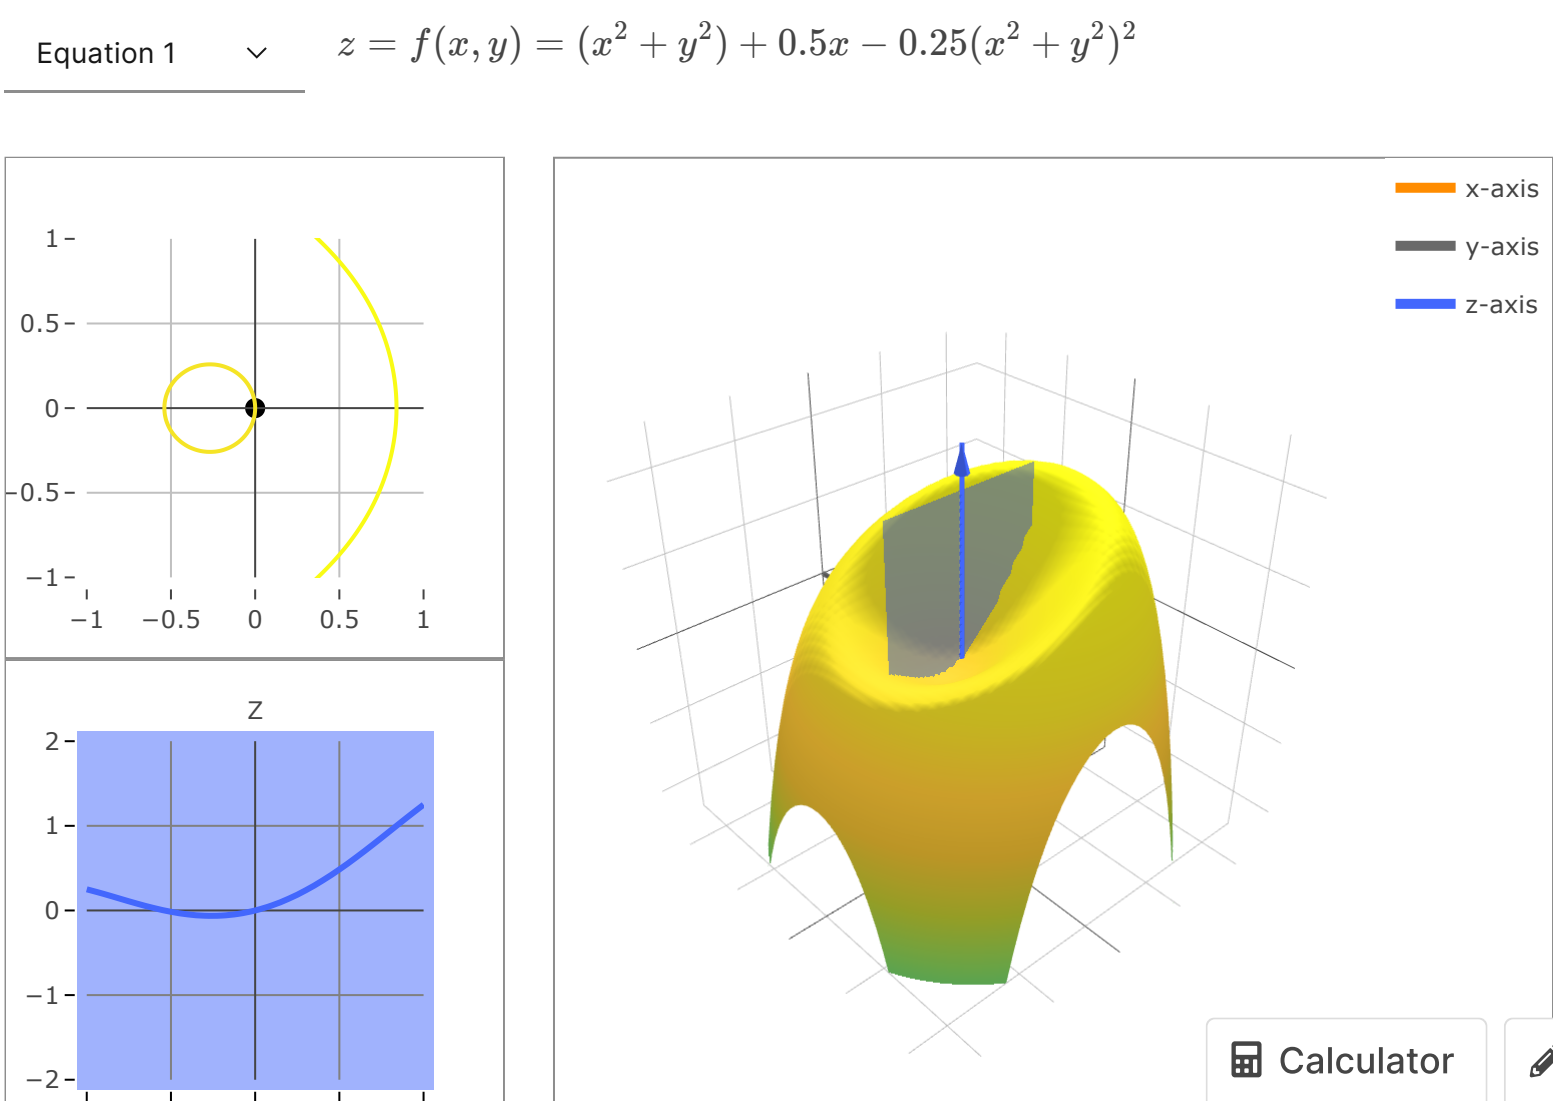 Equation 1
z = f(x, y) = (x² + y²) + 0.5x − 0.25(x² + y²)²
x-axis
y-axis
z-axis
1
0.5
0
−0.5
−1
−1 −0.5 0 0.5 1
Z
2
1
0
−1
−2
Calculator